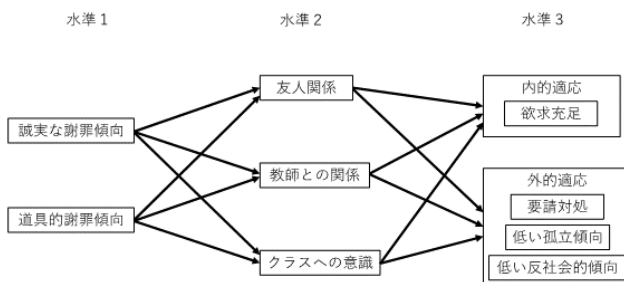 水準１
水準２
水準３
友人関係
内的適応
欲求充足
誠実な謝罪傾向
教師との関係
外的適応
要請対処
道具的謝罪傾向
低い孤立傾向
クラスへの意識
低い反社会的傾向